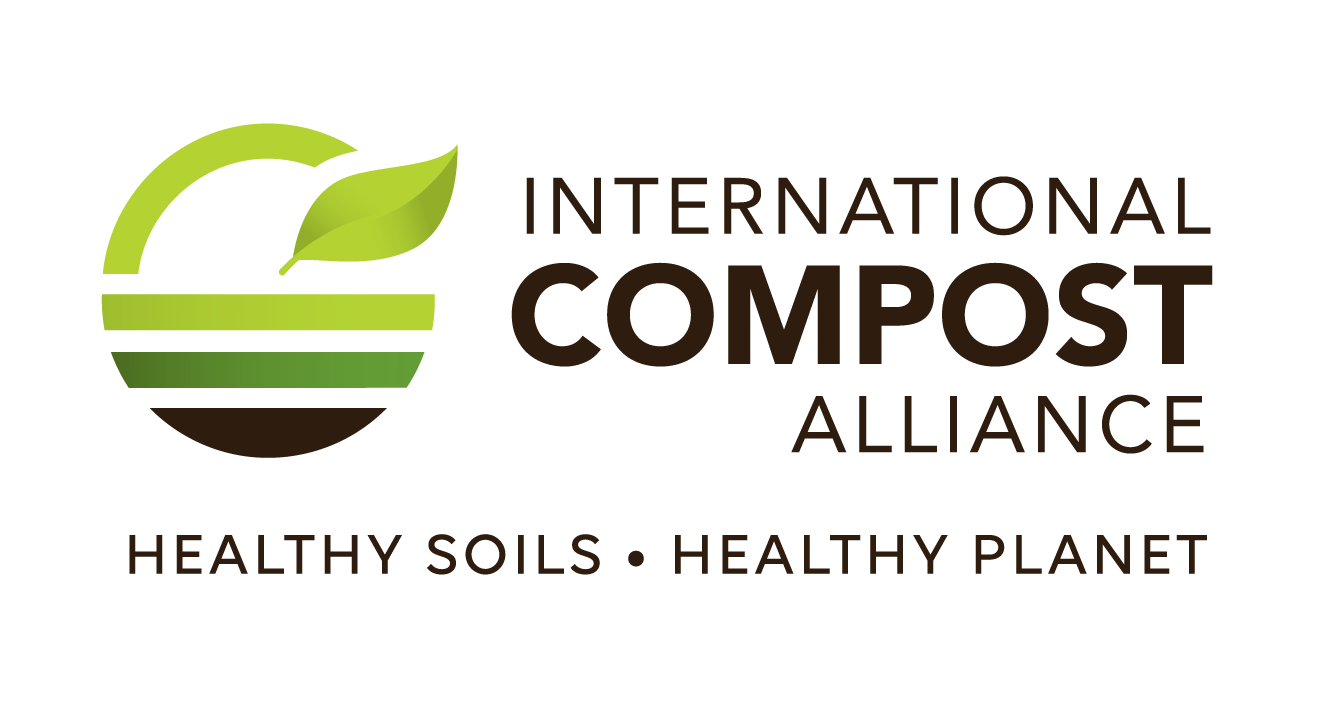 INTERNATIONAL
COMPOST
ALLIANCE
HEALTHY SOILS • HEALTHY PLANET